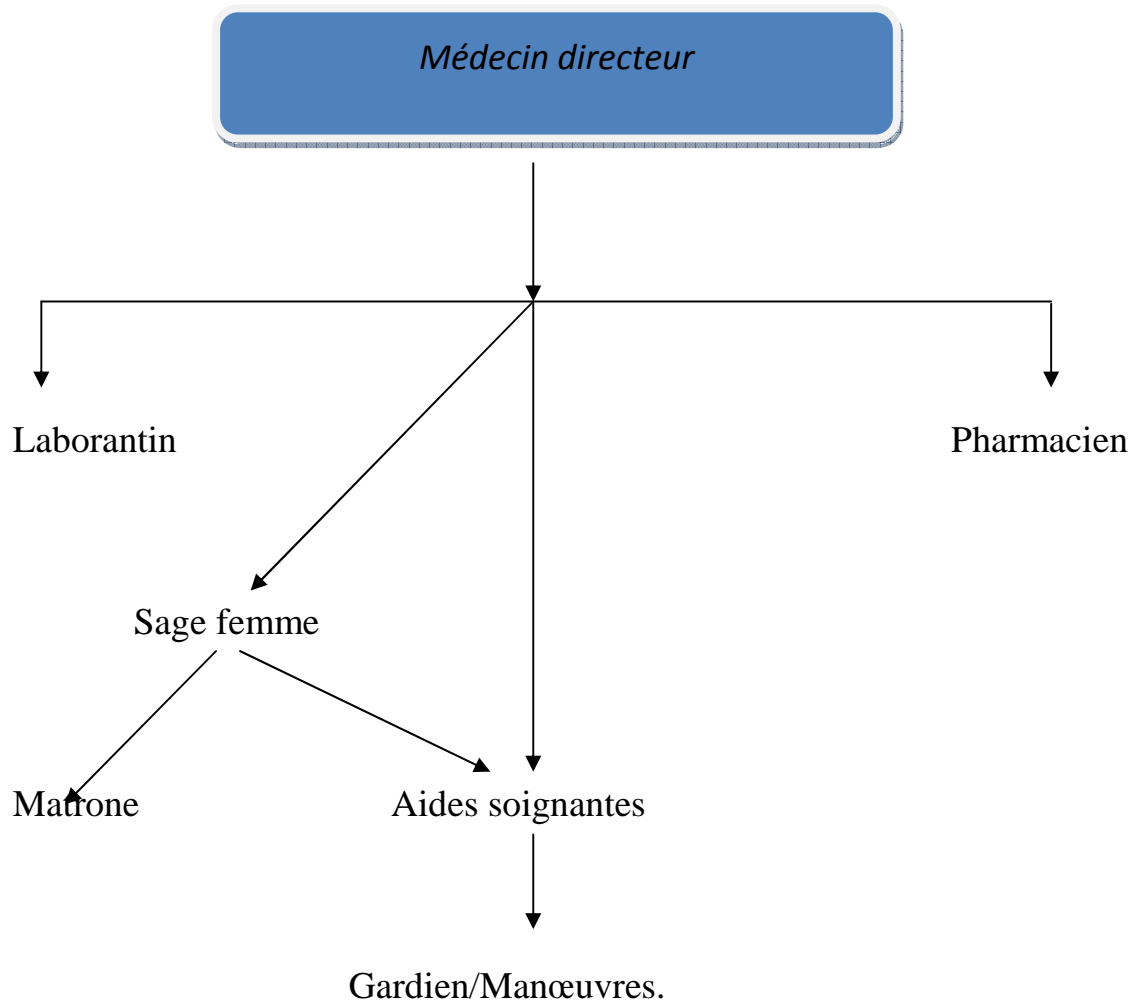 Médecin directeur
Laborantin
Pharmacien
Sage femme
Matrone
Aides soignantes
Gardien/Manœuvres.